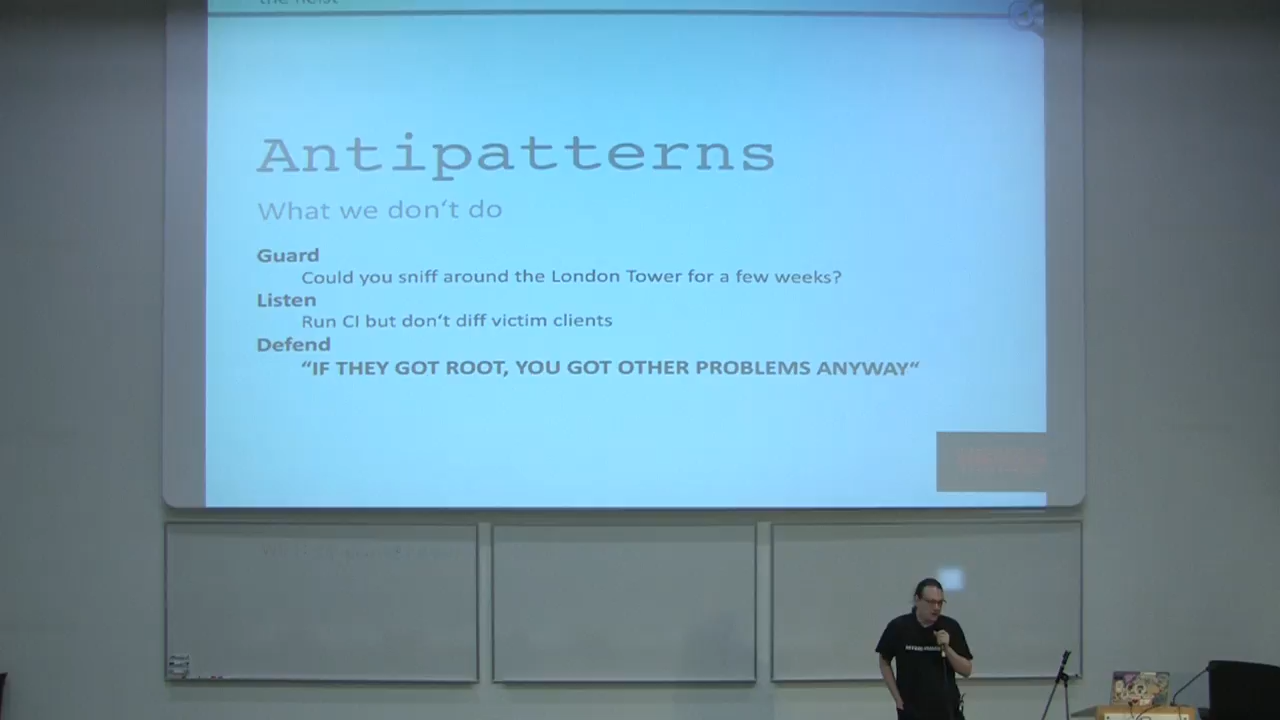 the heist
Antipatterns
What we don't do
Guard
Could you sniff around the London Tower for a few weeks?
Listen
Run CI but don't diff victim clients
Defend
“IF THEY GOT ROOT, YOU GOT OTHER PROBLEMS ANYWAY“